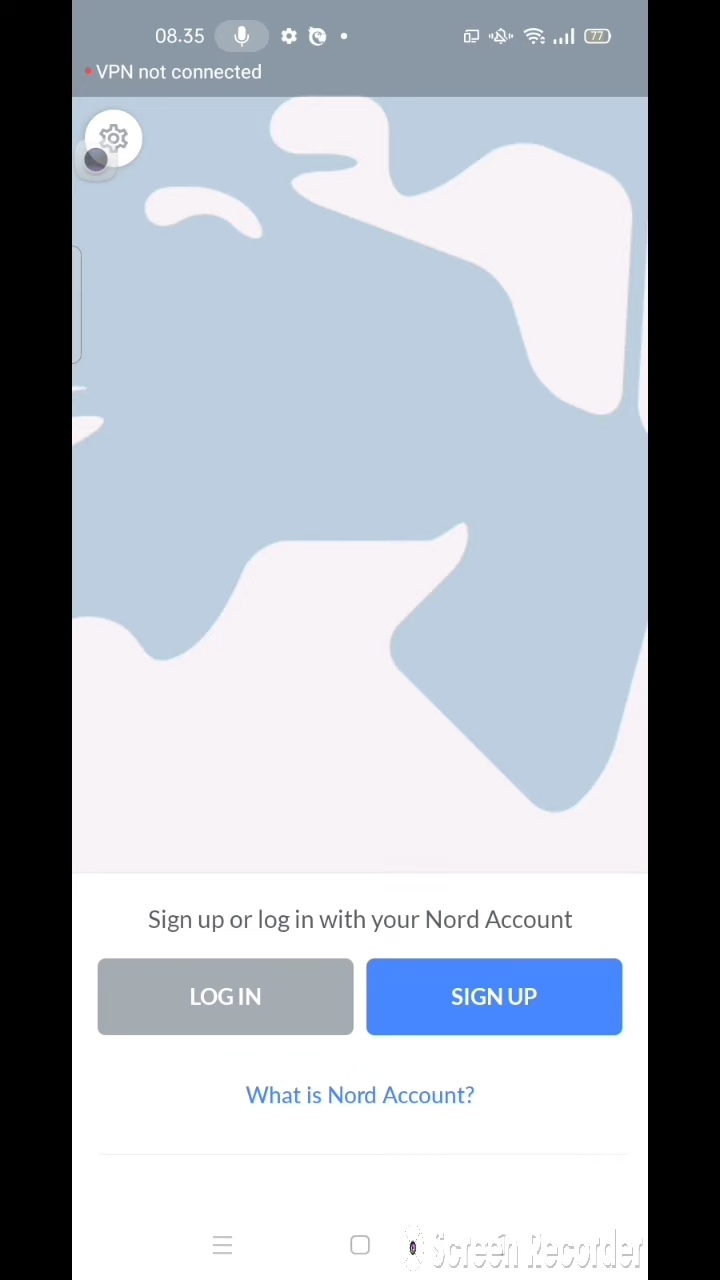 08.35
77
VPN not connected
Sign up or log in with your Nord Account
LOG IN
SIGN UP
What is Nord Account?
Screen Recorder